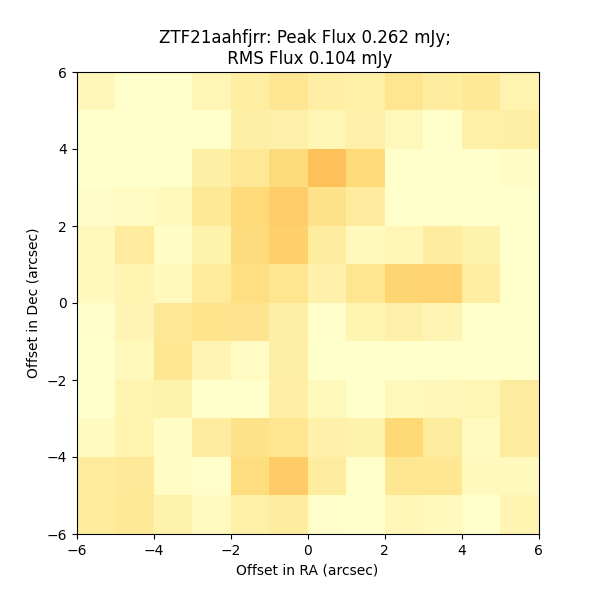 ZTF21aahfjrr: Peak Flux 0.262 mJy;
RMS Flux 0.104 mJy
6
4
2
0
−2
−4
−6
Offset in Dec (arcsec)
−6 −4 −2 0 2 4 6
Offset in RA (arcsec)